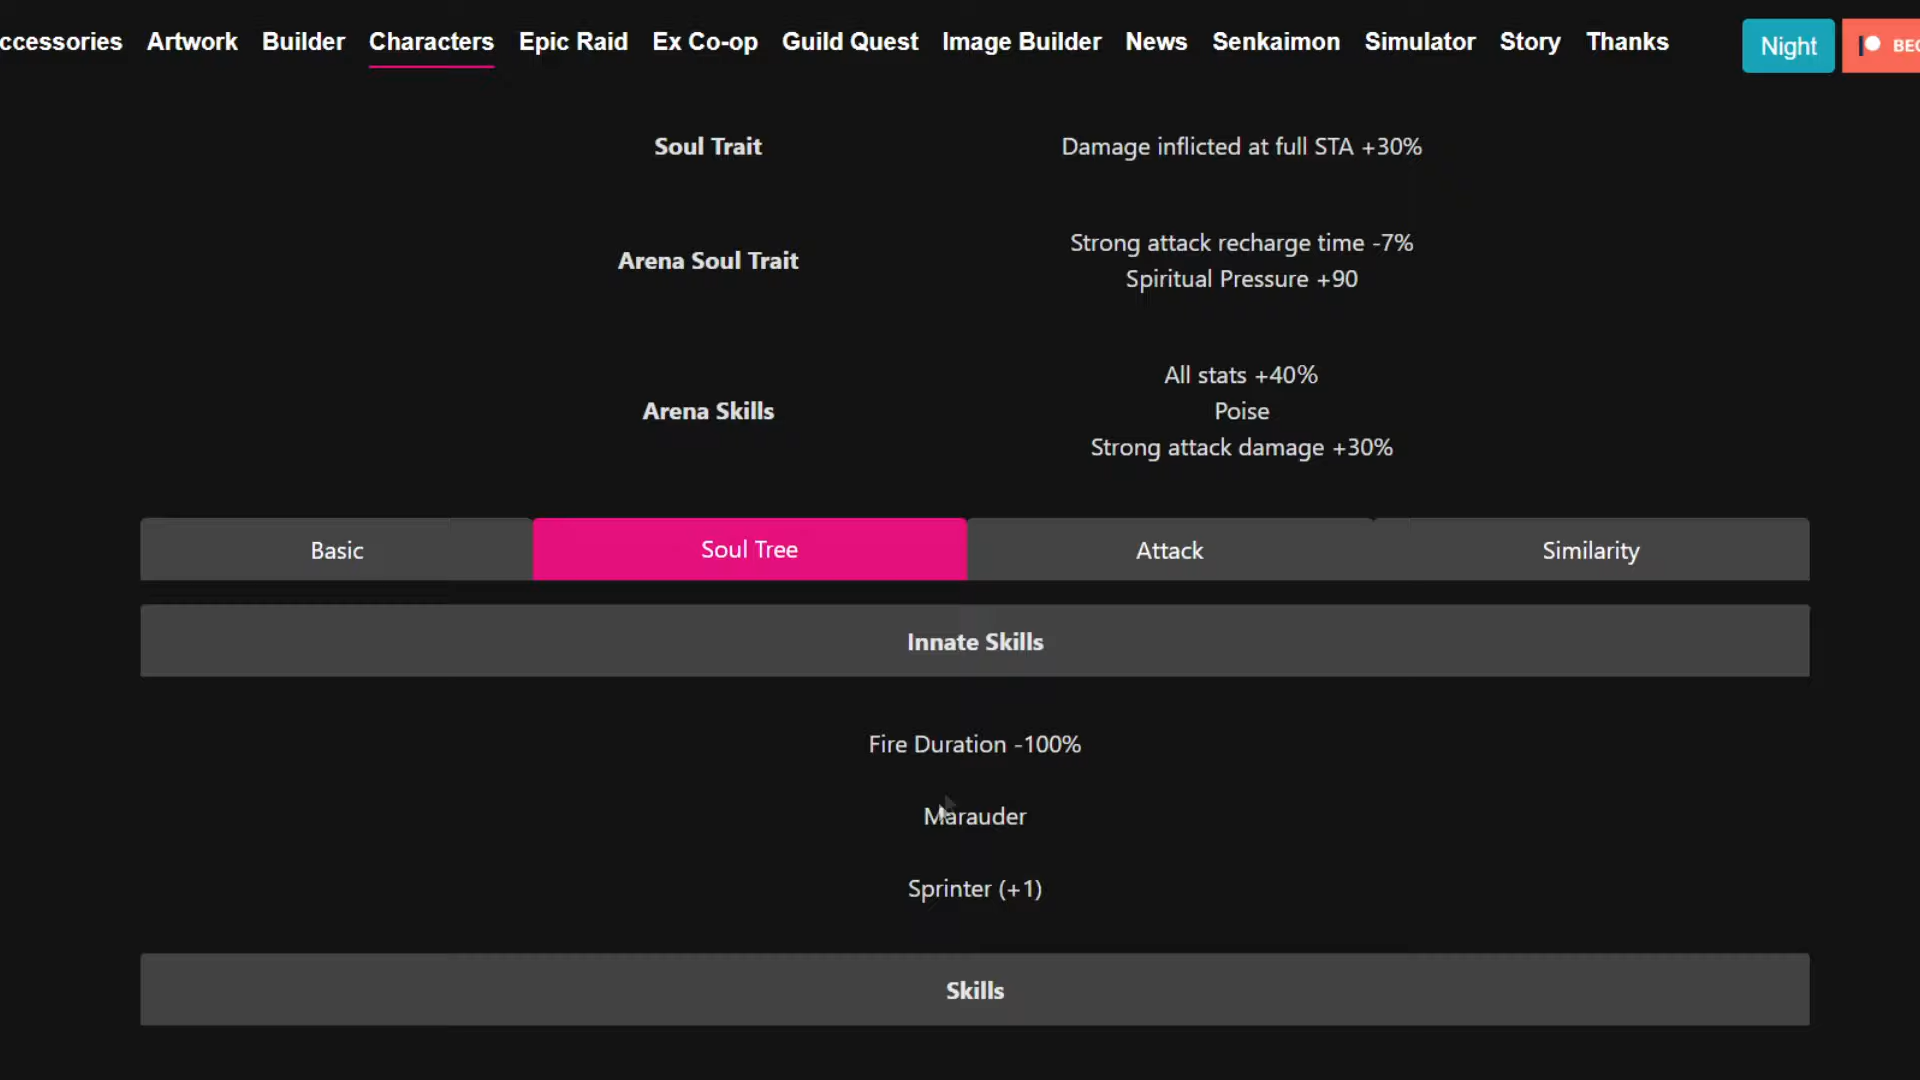 ccessories Artwork Builder Characters Epic Raid Ex Co-op Guild Quest Image Builder News Senkaimon Simulator Story Thanks Night BEC
Soul Trait Damage inflicted at full STA +30%
Strong attack recharge time -7%
Arena Soul Trait
Spiritual Pressure +90
All stats +40%
Arena Skills Poise
Strong attack damage +30%
Basic Soul Tree Attack Similarity
Innate Skills
Fire Duration -100%
Marauder
Sprinter (+1)
Skills